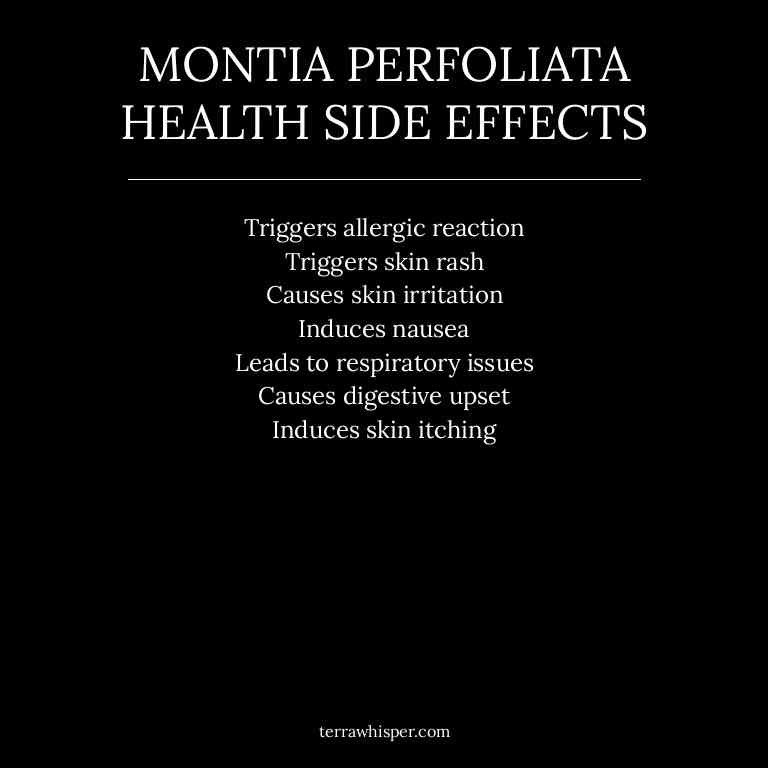 MONTIA PERFOLIATA
HEALTH SIDE EFFECTS
Triggers allergic reaction
Triggers skin rash
Causes skin irritation
Induces nausea
Leads to respiratory issues
Causes digestive upset
Induces skin itching
terrawhisper.com